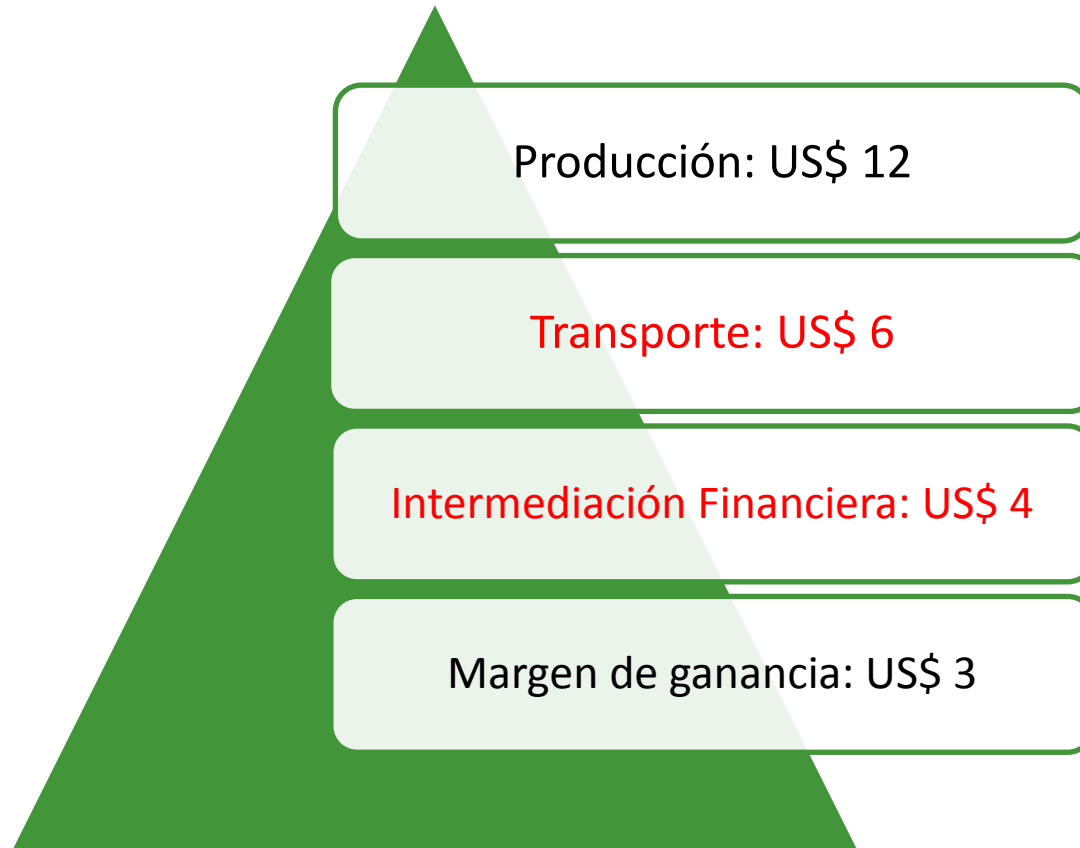 Producción: US$ 12
Transporte: US$ 6
Intermediación Financiera: US$ 4
Margen de ganancia: US$ 3